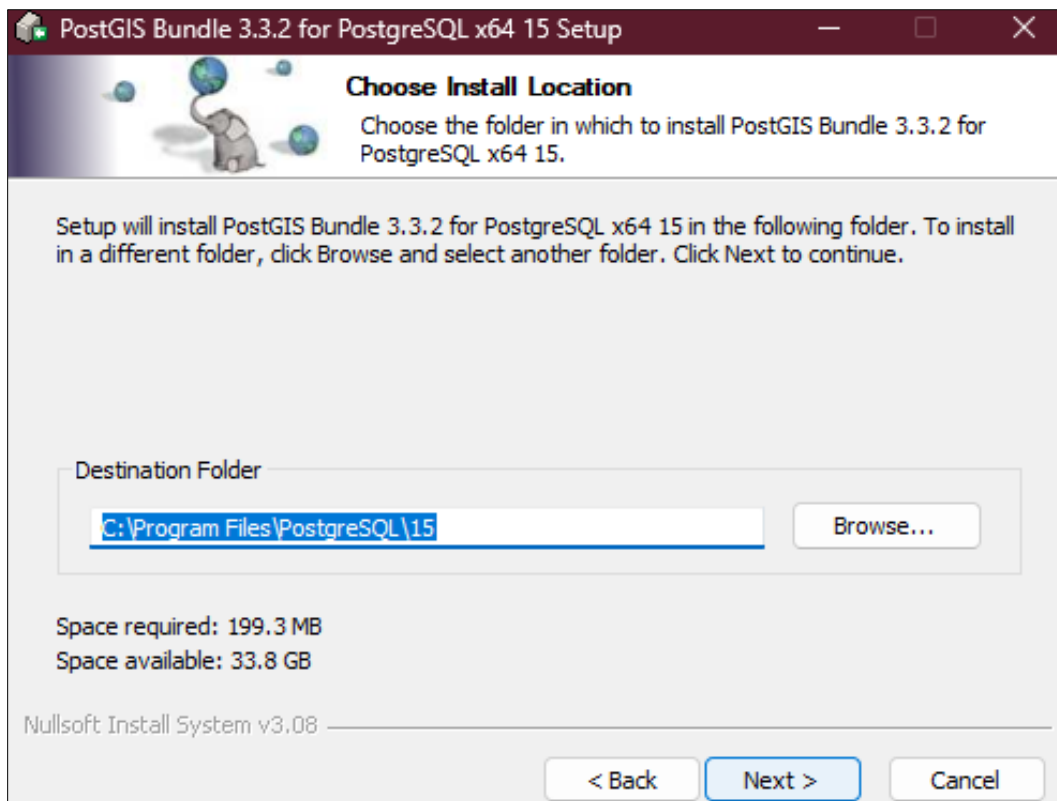 PostGIS Bundle 3.3.2 for PostgreSQL x64 15 Setup
Choose Install Location
Choose the folder in which to install PostGIS Bundle 3.3.2 for
PostgreSQL x64 15.
Setup will install PostGIS Bundle 3.3.2 for PostgreSQL x64 15 in the following folder. To install
in a different folder, click Browse and select another folder. Click Next to continue.
Destination Folder
C:\Program Files\PostgreSQL\15
Browse...
Space required: 199.3 MB
Space available: 33.8 GB
Nullsoft Install System v3.08
< Back
Next >
Cancel